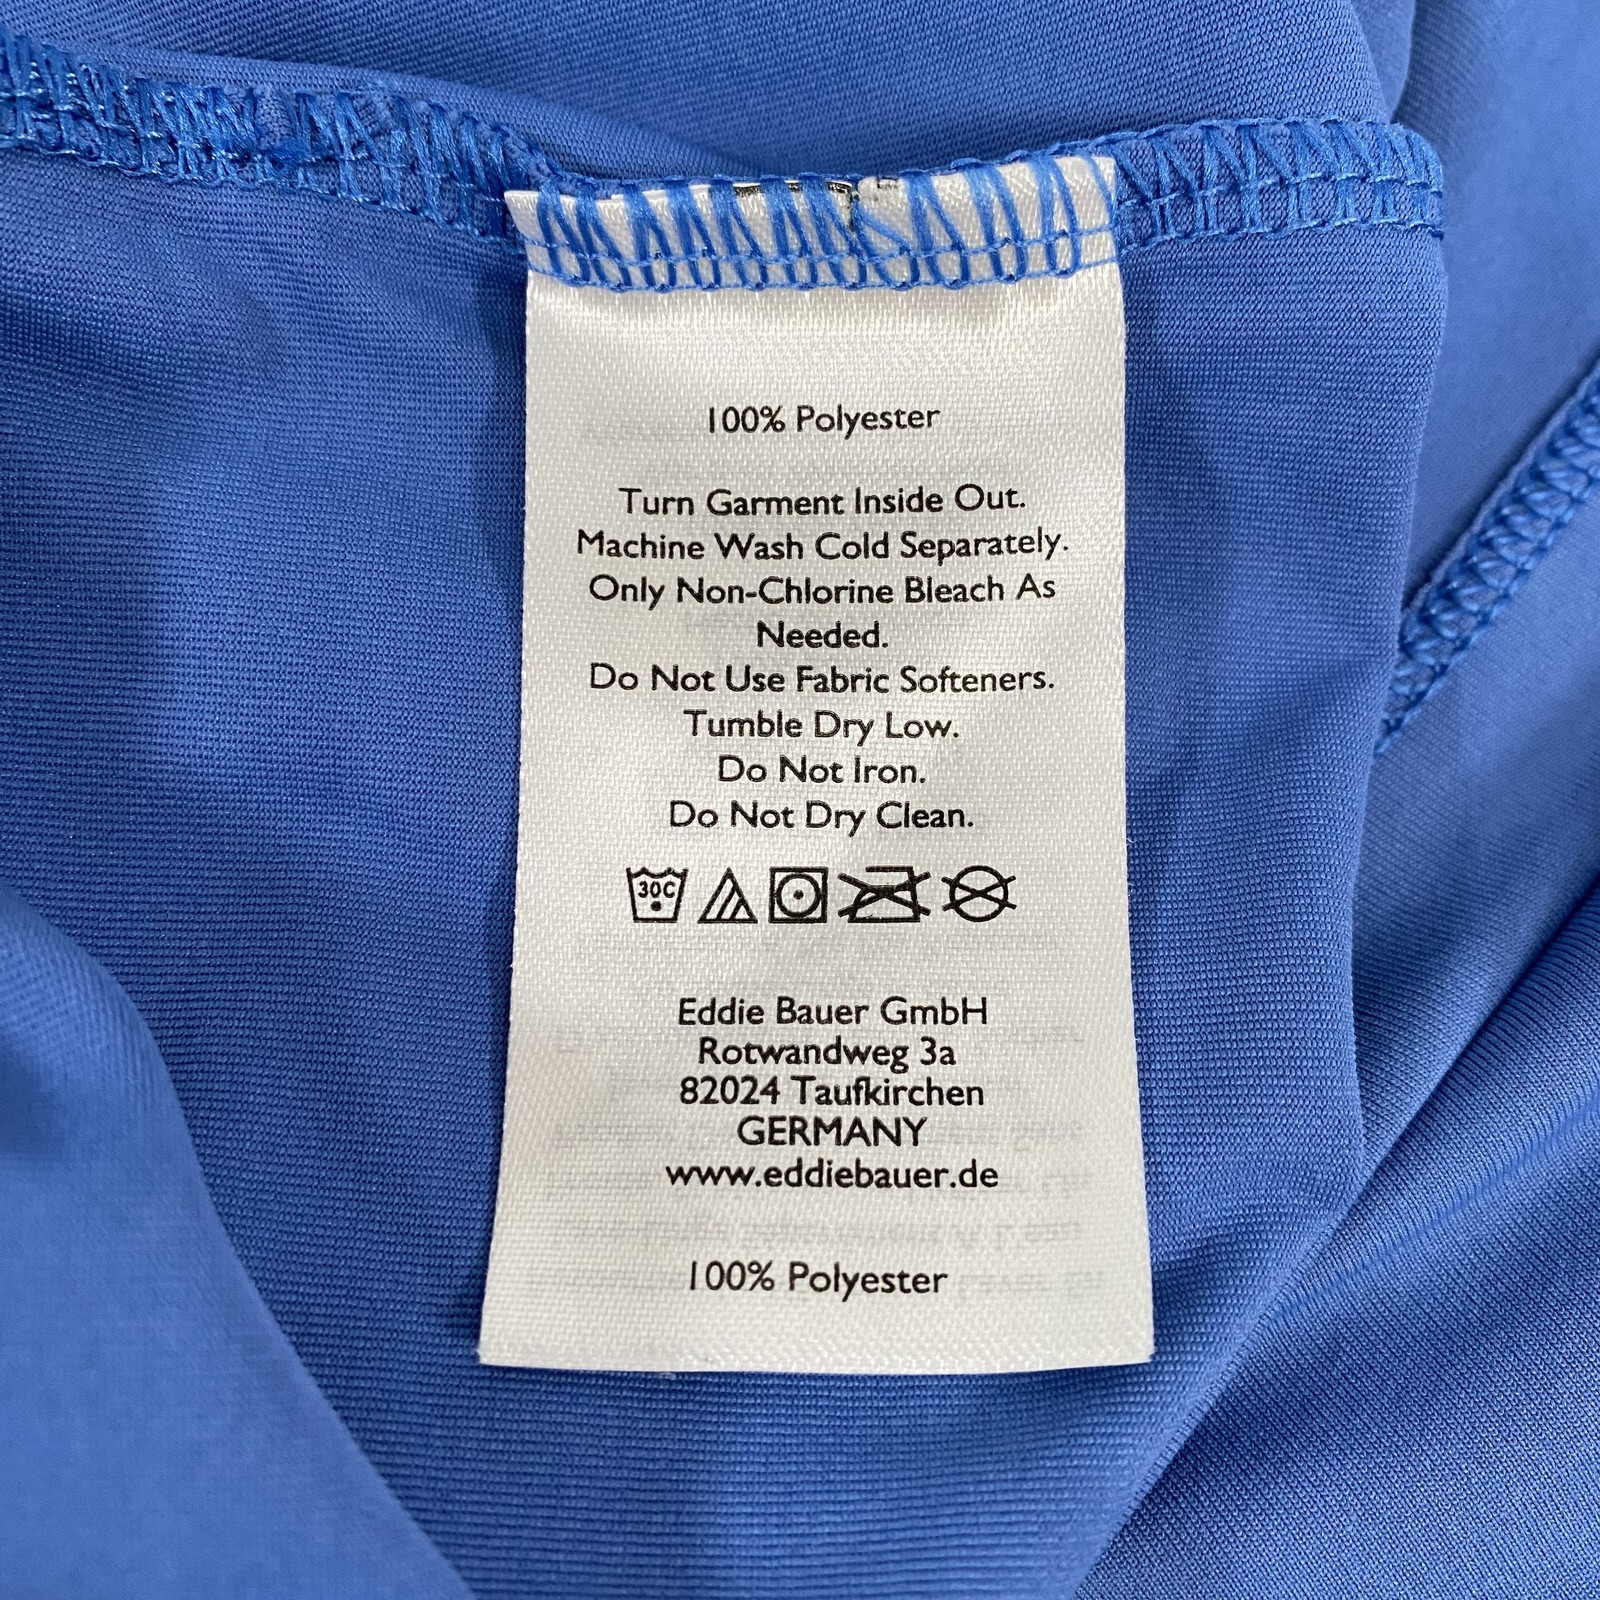 100% Polyester
Turn Garment Inside Out.
Machine Wash Cold Separately.
Only Non-Chlorine Bleach As
Needed.
Do Not Use Fabric Softeners.
Tumble Dry Low.
Do Not Iron.
Do Not Dry Clean.
30C
Eddie Bauer GmbH
Rotwandweg 3a
82024 Taufkirchen
GERMANY
www.eddiebauer.de
100% Polyester